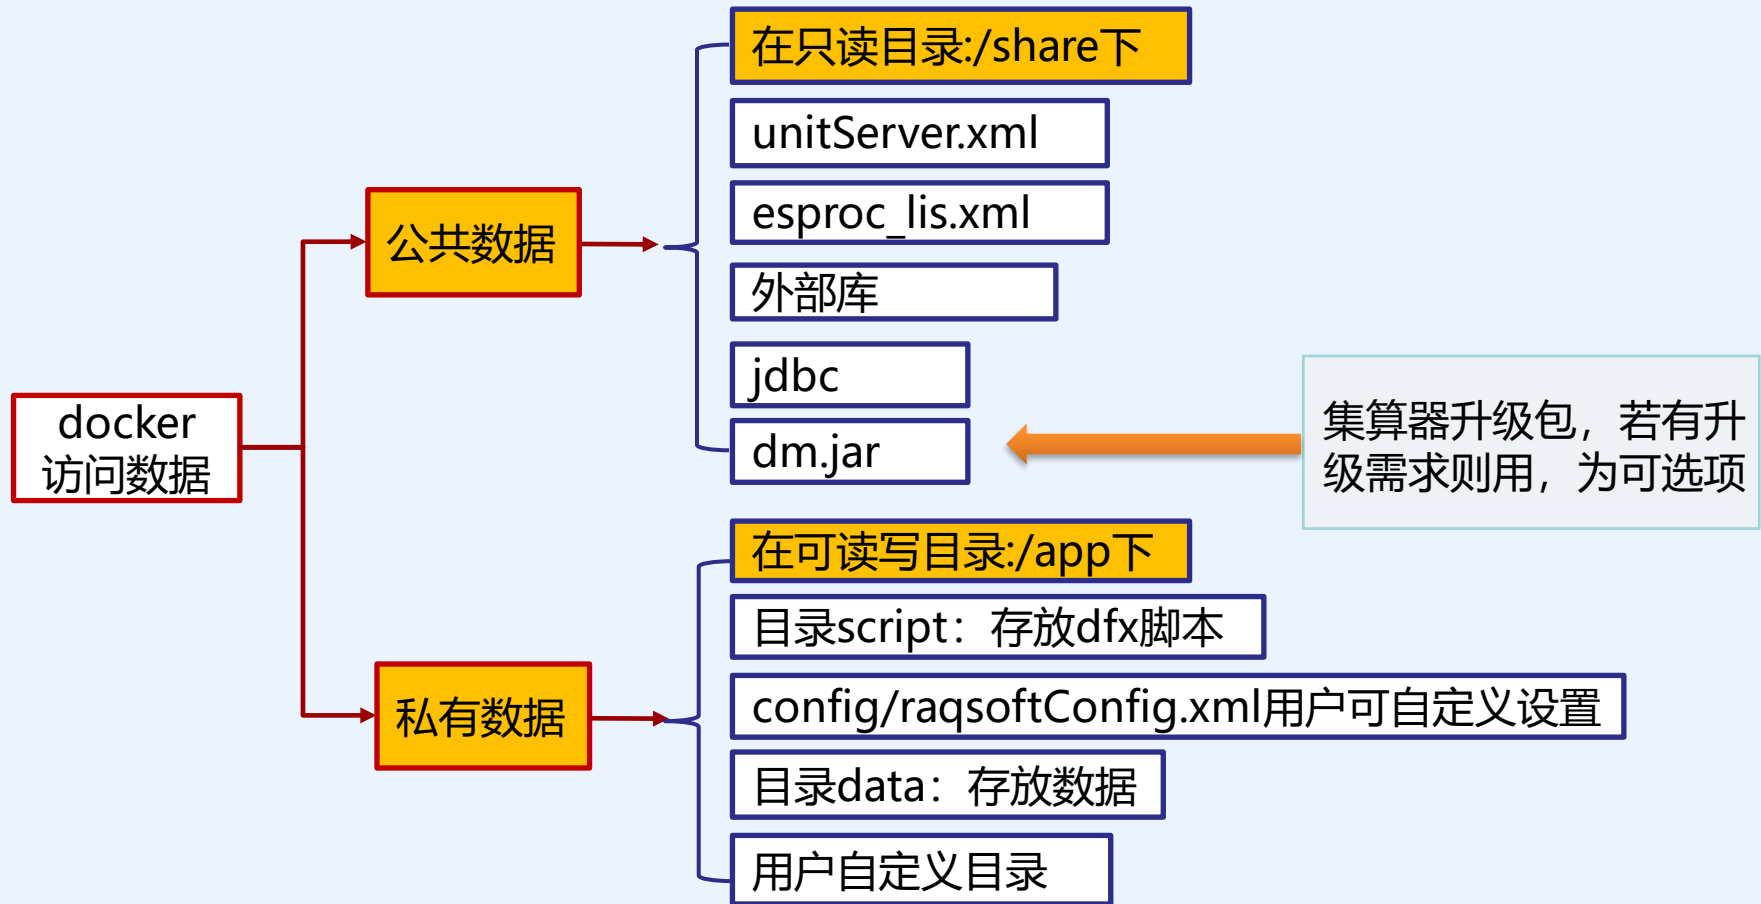 docker
访问数据
公共数据
在只读目录:/share下
unitServer.xml
esproc_lis.xml
外部库
jdbc
dm.jar
集算器升级包，若有升
级需求则用，为可选项
私有数据
在可读写目录:/app下
目录script：存放dfx脚本
config/raqsoftConfig.xml用户可自定义设置
目录data：存放数据
用户自定义目录